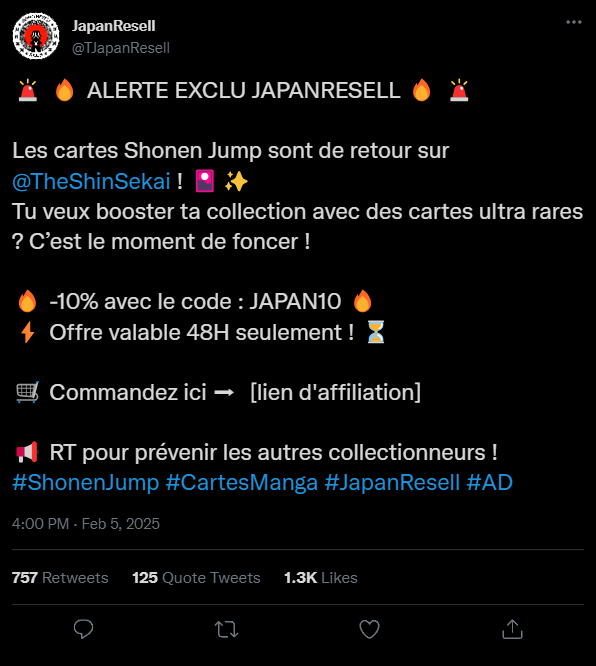 JapanResell
@TJapanResell
🚨 🔥 ALERTE EXCLU JAPANRESELL 🔥 🚨
Les cartes Shonen Jump sont de retour sur
@TheShinSekai ! 🎴 ✨
Tu veux booster ta collection avec des cartes ultra rares
? C’est le moment de foncer !
🔥 -10% avec le code : JAPAN10 🔥
⚡ Offre valable 48H seulement ! ⏳
🛒 Commandez ici ➡ [lien d'affiliation]
📢 RT pour prévenir les autres collectionneurs !
#ShonenJump #CartesManga #JapanResell #AD
4:00 PM · Feb 5, 2025
757 Retweets 125 Quote Tweets 1.3K Likes